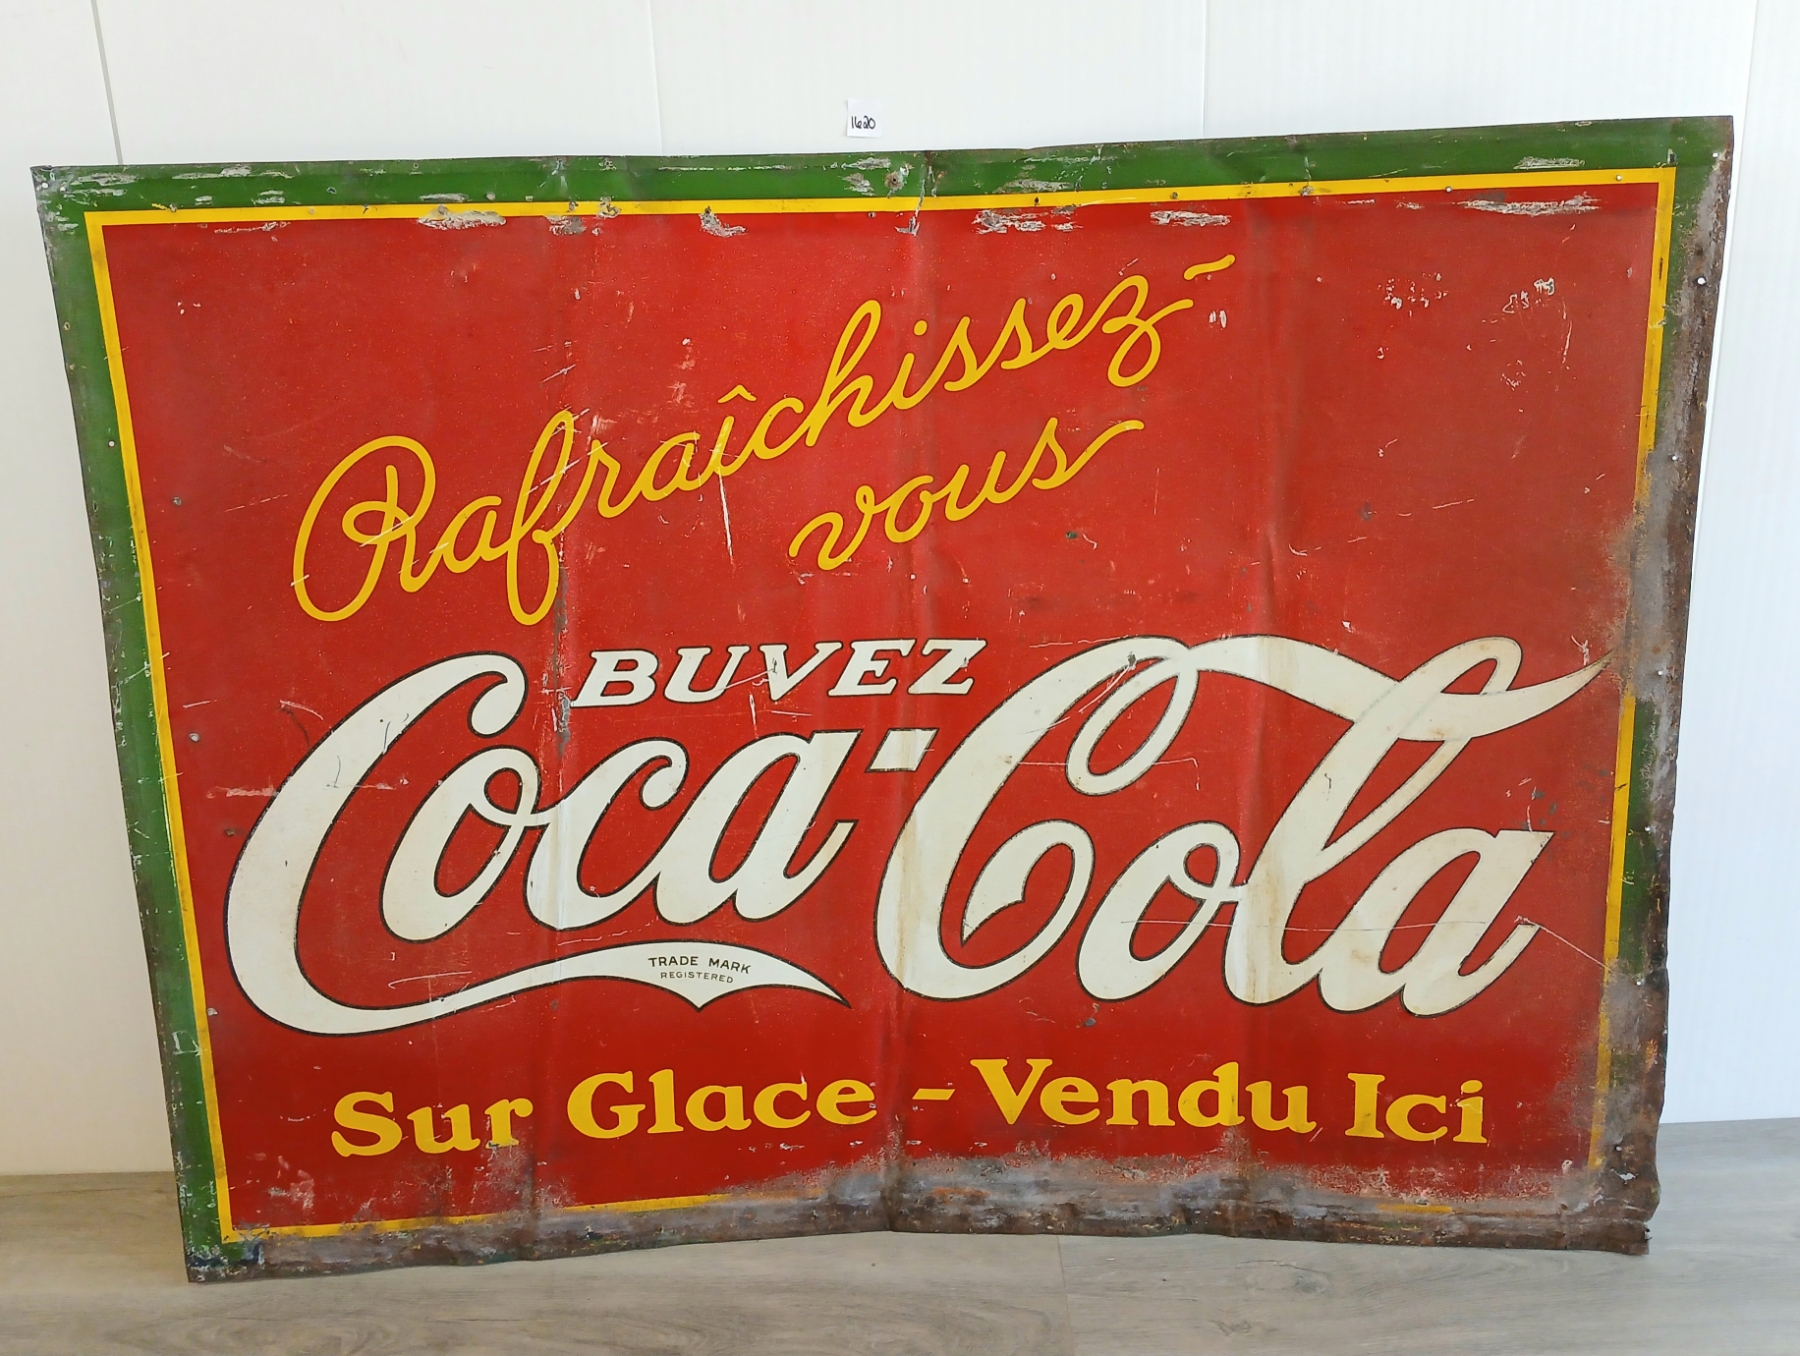 1620
Rafraîchissez-
vous
BUVEZ
Coca-Cola
TRADE MARK
REGISTERED
Sur Glace - Vendu Ici